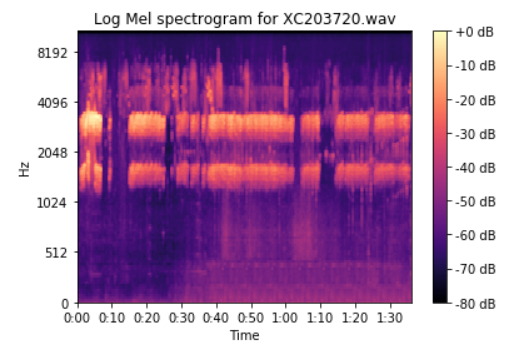 Log Mel spectrogram for XC203720.wav
8192
4096
2048
1024
512
0
Hz
0:00 0:10 0:20 0:30 0:40 0:50 1:00 1:10 1:20 1:30
Time
+0 dB
-10 dB
-20 dB
-30 dB
-40 dB
-50 dB
-60 dB
-70 dB
-80 dB